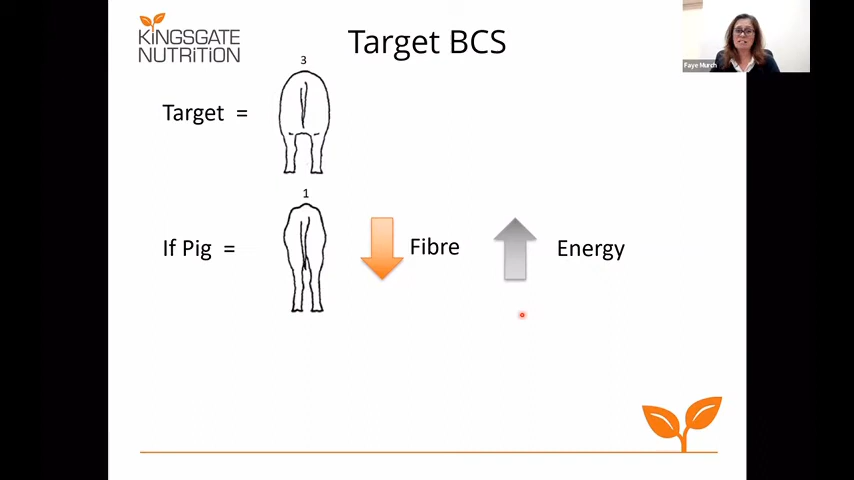 KiNGSGATE
NUTRiTiON
Target BCS
Faye Murch
3
Target =
1
If Pig =
Fibre
Energy